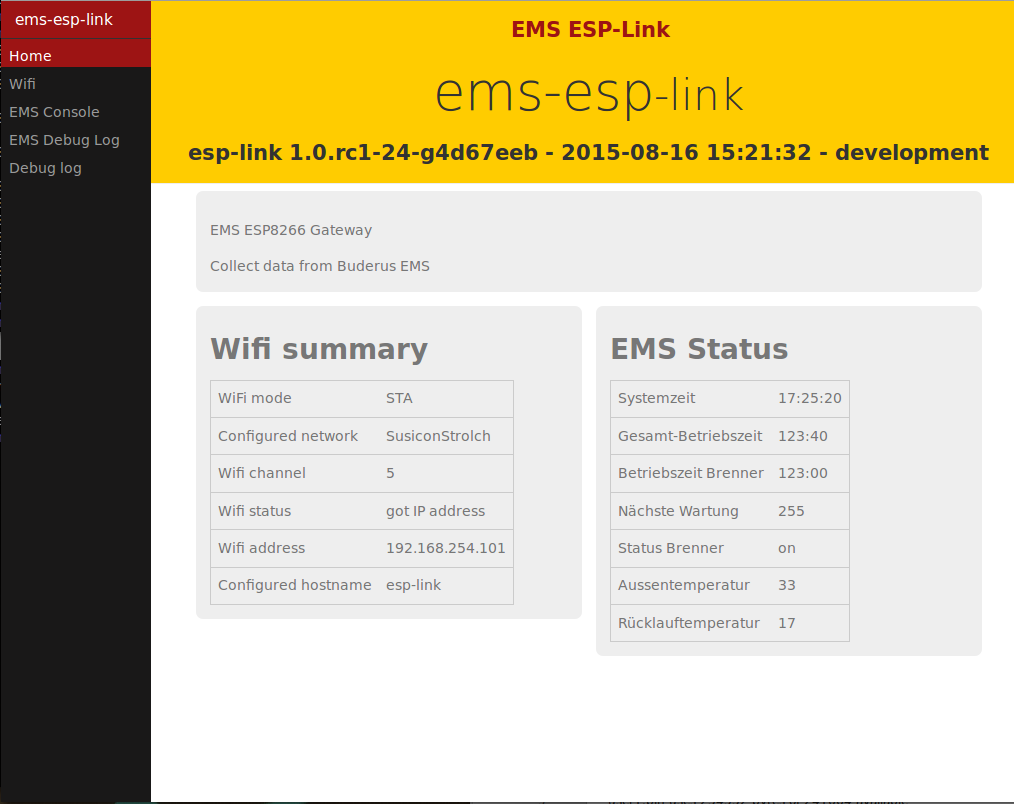 ems-esp-link
Home
Wifi
EMS Console
EMS Debug Log
Debug log
EMS ESP-Link
ems-esp-link
esp-link 1.0.rc1-24-g4d67eeb - 2015-08-16 15:21:32 - development
EMS ESP8266 Gateway
Collect data from Buderus EMS
Wifi summary
WiFi mode STA
Configured network SusiconStrolch
Wifi channel 5
Wifi status got IP address
Wifi address 192.168.254.101
Configured hostname esp-link
EMS Status
Systemzeit 17:25:20
Gesamt-Betriebszeit 123:40
Betriebszeit Brenner 123:00
Nächste Wartung 255
Status Brenner on
Aussentemperatur 33
Rücklauftemperatur 17